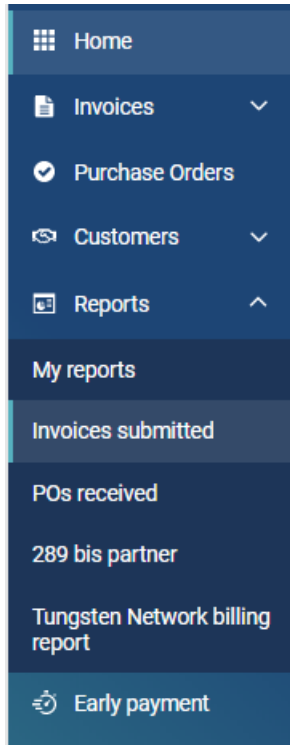 Home
Invoices
Purchase Orders
Customers
Reports
My reports
Invoices submitted
POs received
289 bis partner
Tungsten Network billing
report
Early payment